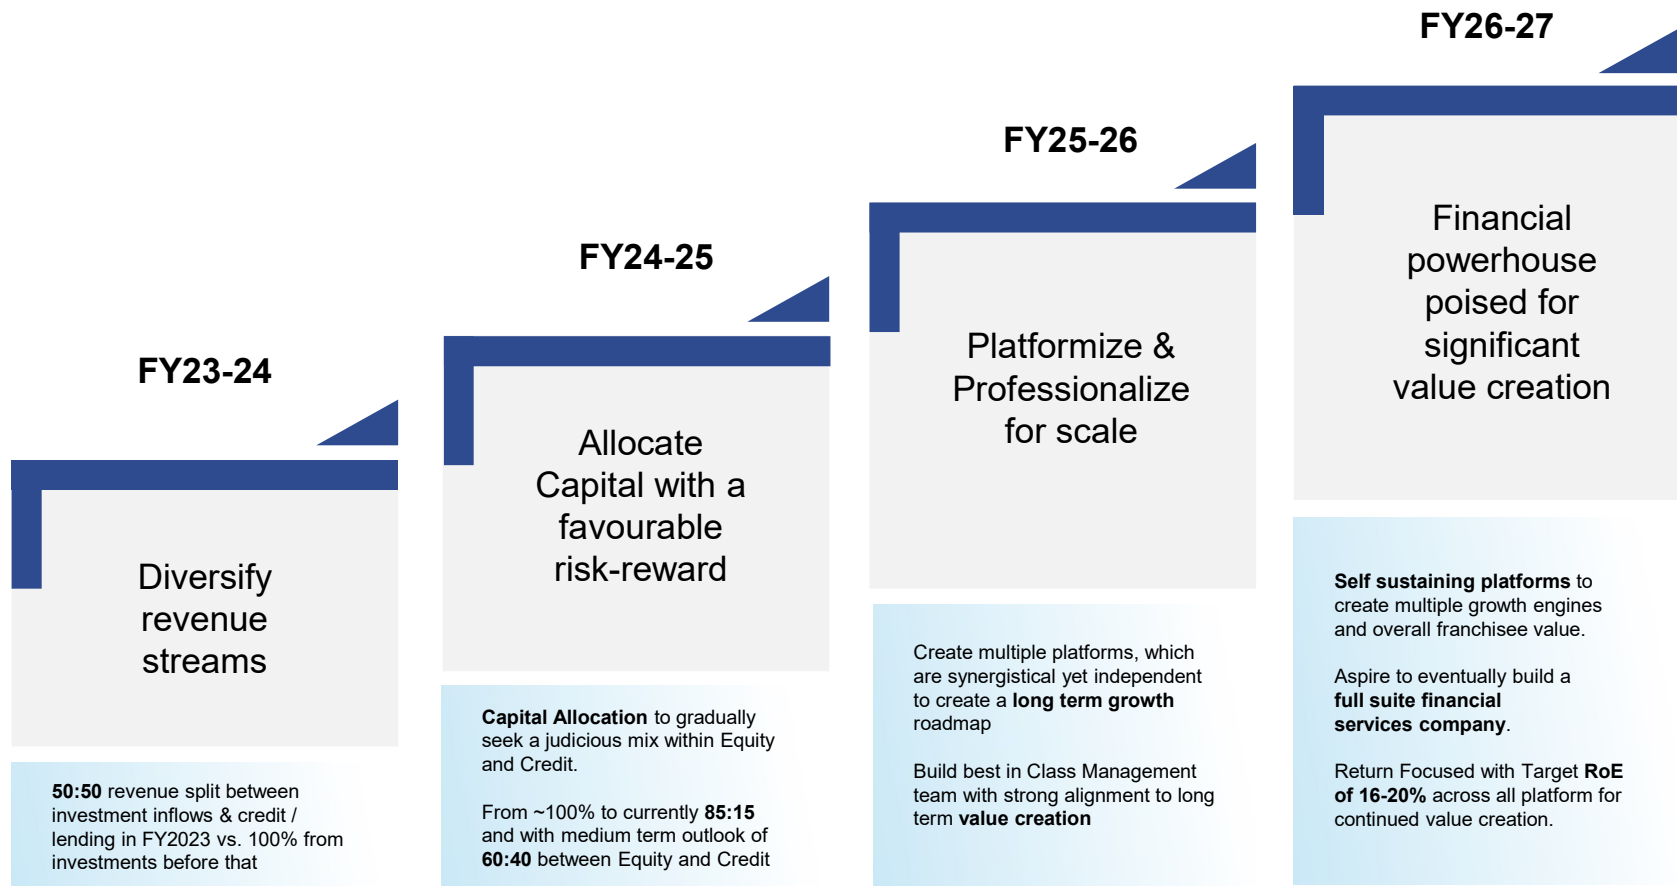 FY23-24
Diversify
revenue
streams
50:50 revenue split between
investment inflows & credit /
lending in FY2023 vs. 100% from
investments before that
FY24-25
Allocate
Capital with a
favourable
risk-reward
Capital Allocation to gradually
seek a judicious mix within Equity
and Credit.
From ~100% to currently 85:15
and with medium term outlook of
60:40 between Equity and Credit
FY25-26
Platformize &
Professionalize
for scale
Create multiple platforms, which
are synergistical yet independent
to create a long term growth
roadmap
Build best in Class Management
team with strong alignment to long
term value creation
FY26-27
Financial
powerhouse
poised for
significant
value creation
Self sustaining platforms to
create multiple growth engines
and overall franchisee value.
Aspire to eventually build a
full suite financial
services company.
Return Focused with Target RoE
of 16-20% across all platform for
continued value creation.